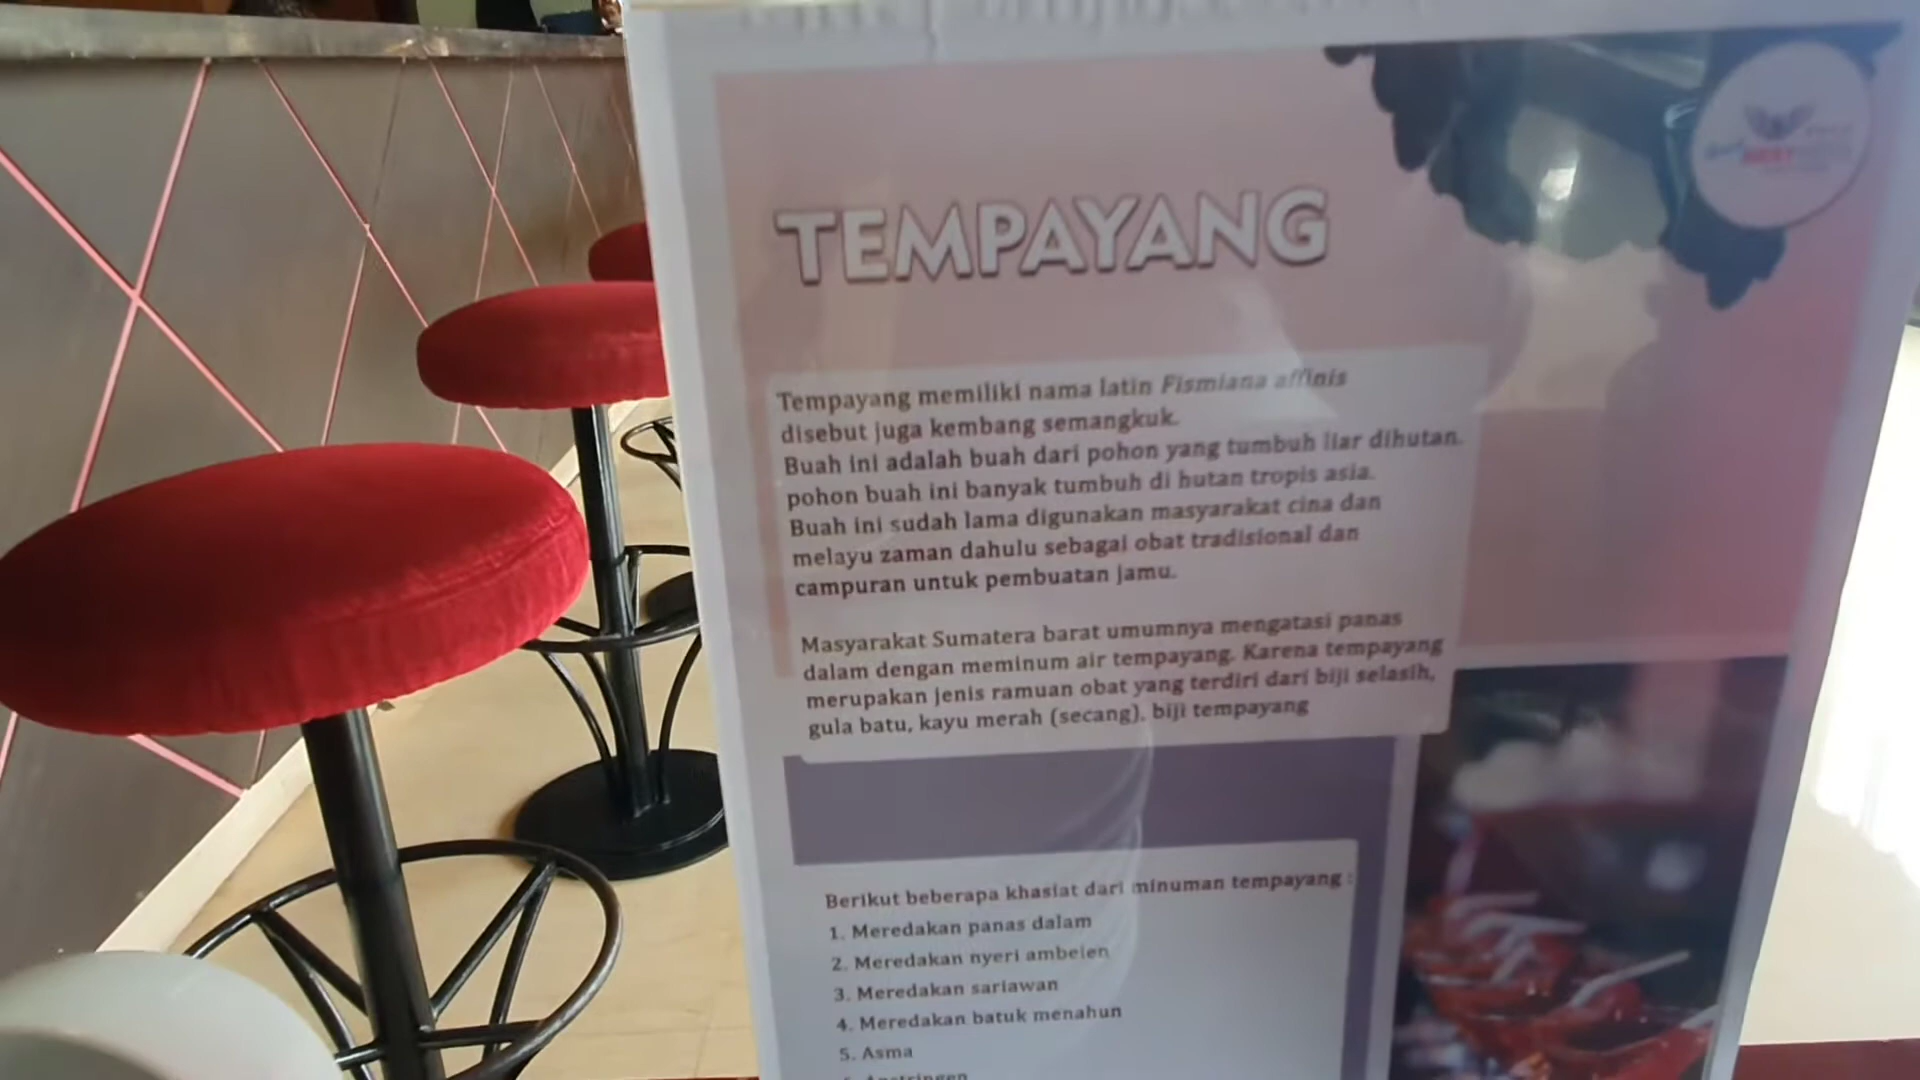 TEMPAYANG
Tempayang memiliki nama latin Fismiana affinis
disebut juga kembang semangkuk.
Buah ini adalah buah dari pohon yang tumbuh liar dihutan.
pohon buah ini banyak tumbuh di hutan tropis asia.
Buah ini sudah lama digunakan masyarakat cina dan
melayu zaman dahulu sebagai obat tradisional dan
campuran untuk pembuatan jamu.
Masyarakat Sumatera barat umumnya mengatasi panas
dalam dengan meminum air tempayang. Karena tempayang
merupakan jenis ramuan obat yang terdiri dari biji selasih,
gula batu, kayu merah (secang), biji tempayang
Berikut beberapa khasiat dari minuman tempayang :
1. Meredakan panas dalam
2. Meredakan nyeri ambeien
3. Meredakan sariawan
4. Meredakan batuk menahun
5. Asma